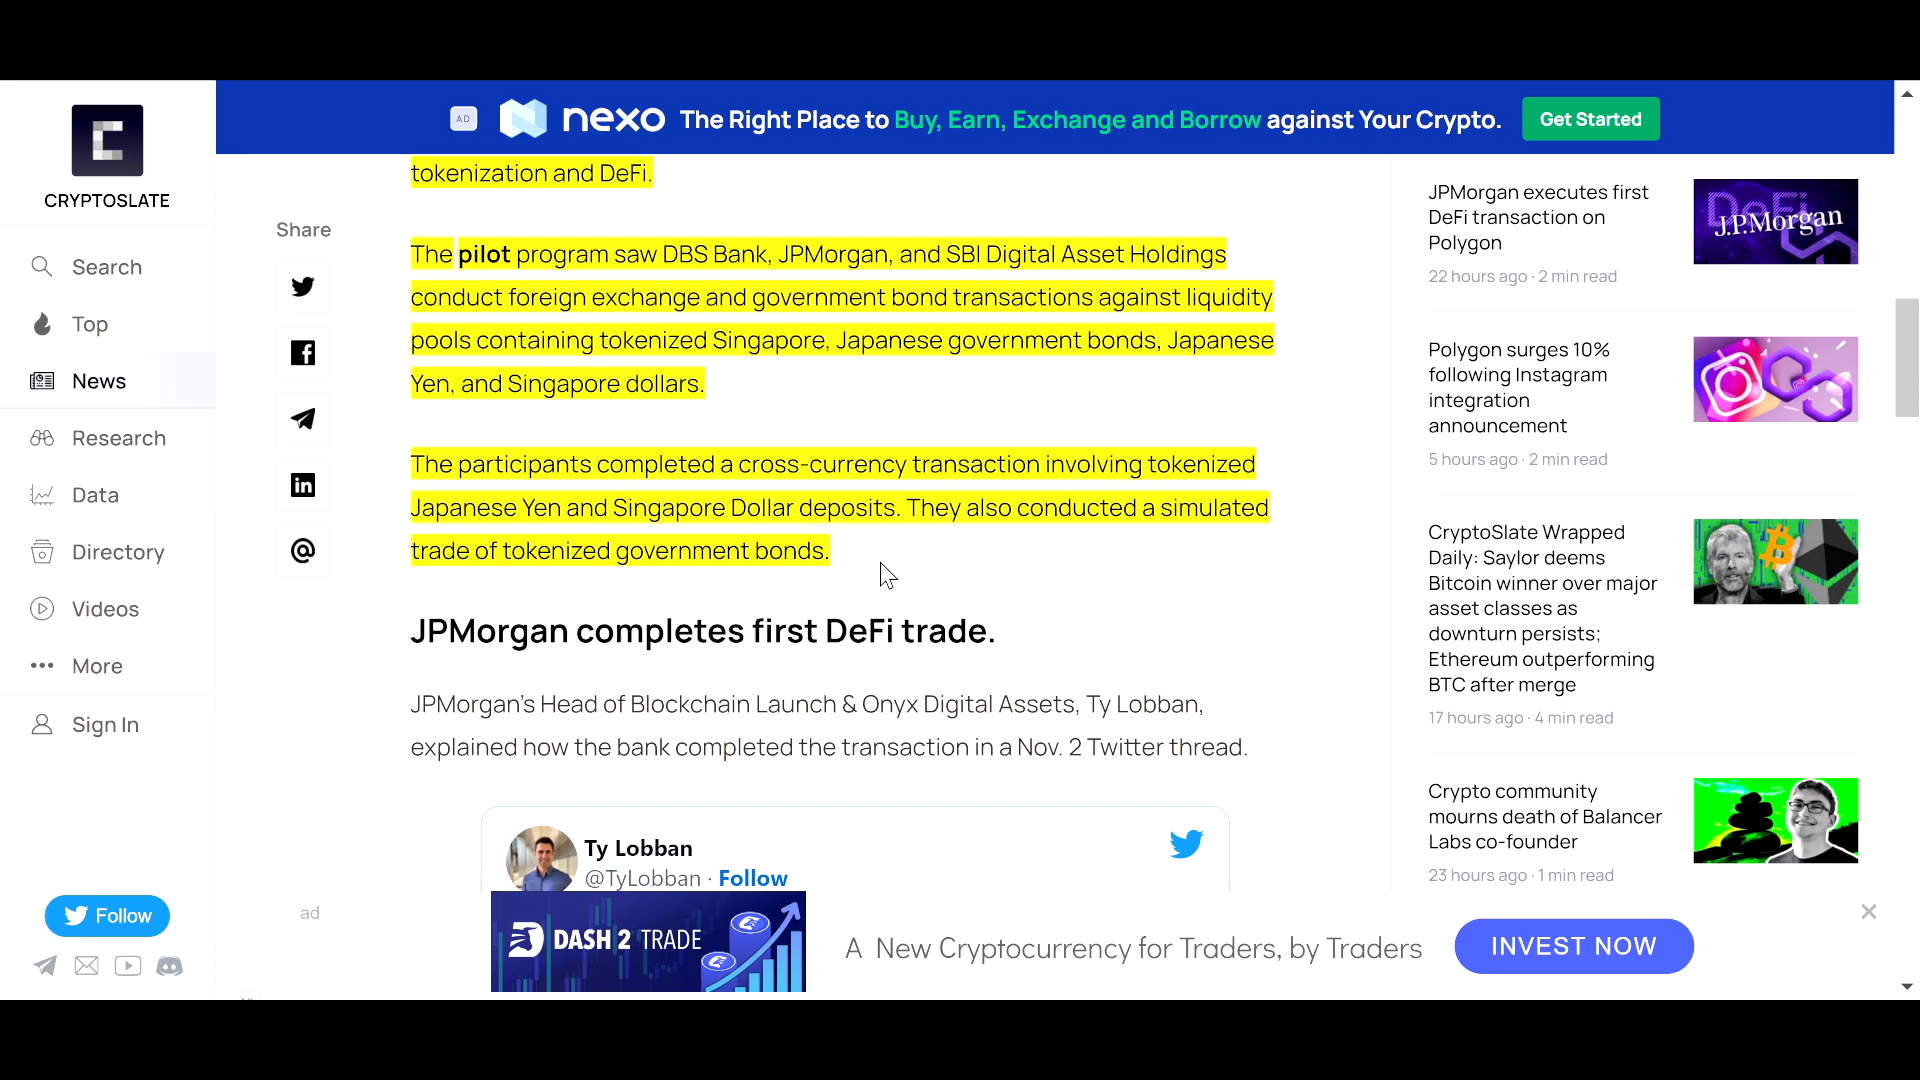 AD
nexo
The Right Place to Buy, Earn, Exchange and Borrow against Your Crypto.
Get Started
CRYPTOSLATE
Search
Top
News
Research
Data
Directory
Videos
More
Sign In
Follow
Share
tokenization and DeFi.
The pilot program saw DBS Bank, JPMorgan, and SBI Digital Asset Holdings
conduct foreign exchange and government bond transactions against liquidity
pools containing tokenized Singapore, Japanese government bonds, Japanese
Yen, and Singapore dollars.
The participants completed a cross-currency transaction involving tokenized
Japanese Yen and Singapore Dollar deposits. They also conducted a simulated
trade of tokenized government bonds.
JPMorgan completes first DeFi trade.
JPMorgan's Head of Blockchain Launch & Onyx Digital Assets, Ty Lobban,
explained how the bank completed the transaction in a Nov. 2 Twitter thread.
Ty Lobban
@TyLobban · Follow
JPMorgan executes first
DeFi transaction on
Polygon
22 hours ago · 2 min read
DeFi
J.P.Morgan
Polygon surges 10%
following Instagram
integration
announcement
5 hours ago · 2 min read
CryptoSlate Wrapped
Daily: Saylor deems
Bitcoin winner over major
asset classes as
downturn persists;
Ethereum outperforming
BTC after merge
17 hours ago · 4 min read
Crypto community
mourns death of Balancer
Labs co-founder
23 hours ago · 1 min read
ad
DASH 2 TRADE
A New Cryptocurrency for Traders, by Traders
INVEST NOW